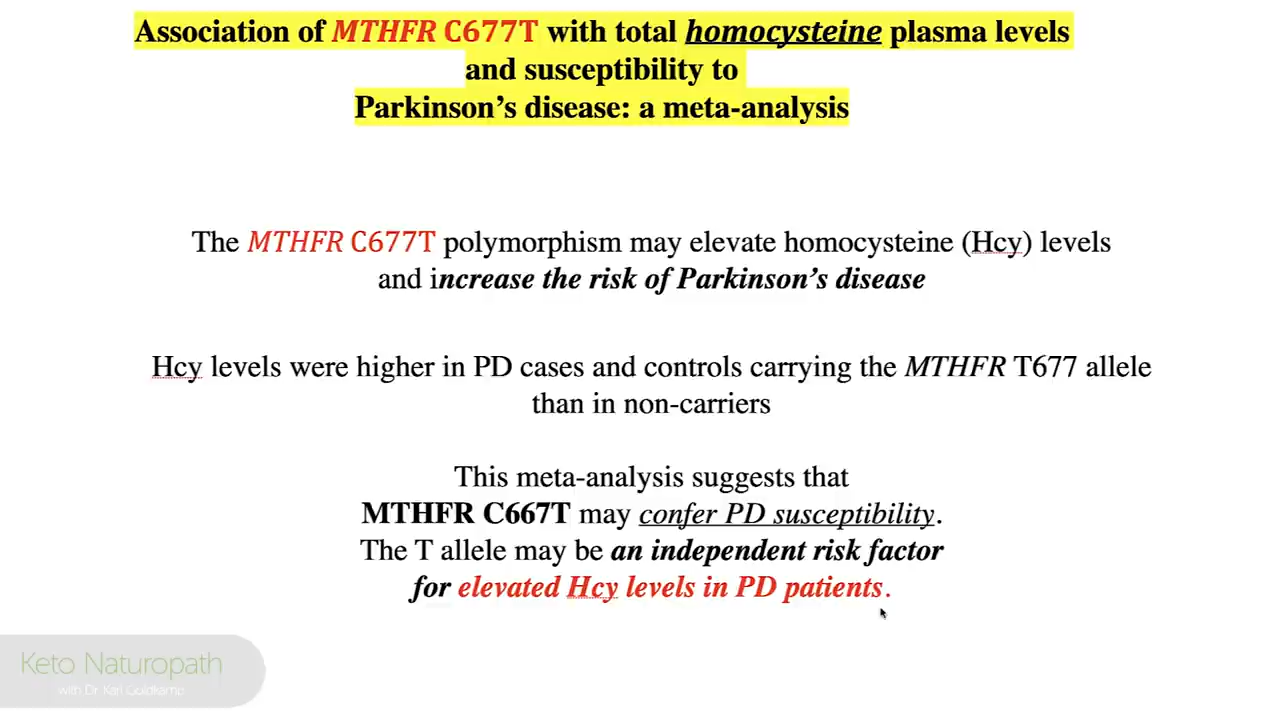 Association of MTHFR C677T with total homocysteine plasma levels
and susceptibility to
Parkinson’s disease: a meta-analysis
The MTHFR C677T polymorphism may elevate homocysteine (Hcy) levels
and increase the risk of Parkinson’s disease
Hcy levels were higher in PD cases and controls carrying the MTHFR T677 allele
than in non-carriers
This meta-analysis suggests that
MTHFR C667T may confer PD susceptibility.
The T allele may be an independent risk factor
for elevated Hcy levels in PD patients.
Keto Naturopath
with Dr. Karl Goldkamp